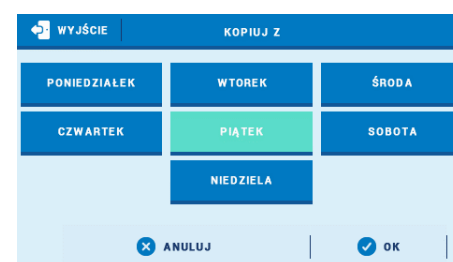 WYJŚCIE KOPIUJ Z
PONIEDZIAŁEK WTOREK ŚRODA
CZWARTEK PIĄTEK SOBOTA
NIEDZIELA
ANULUJ OK